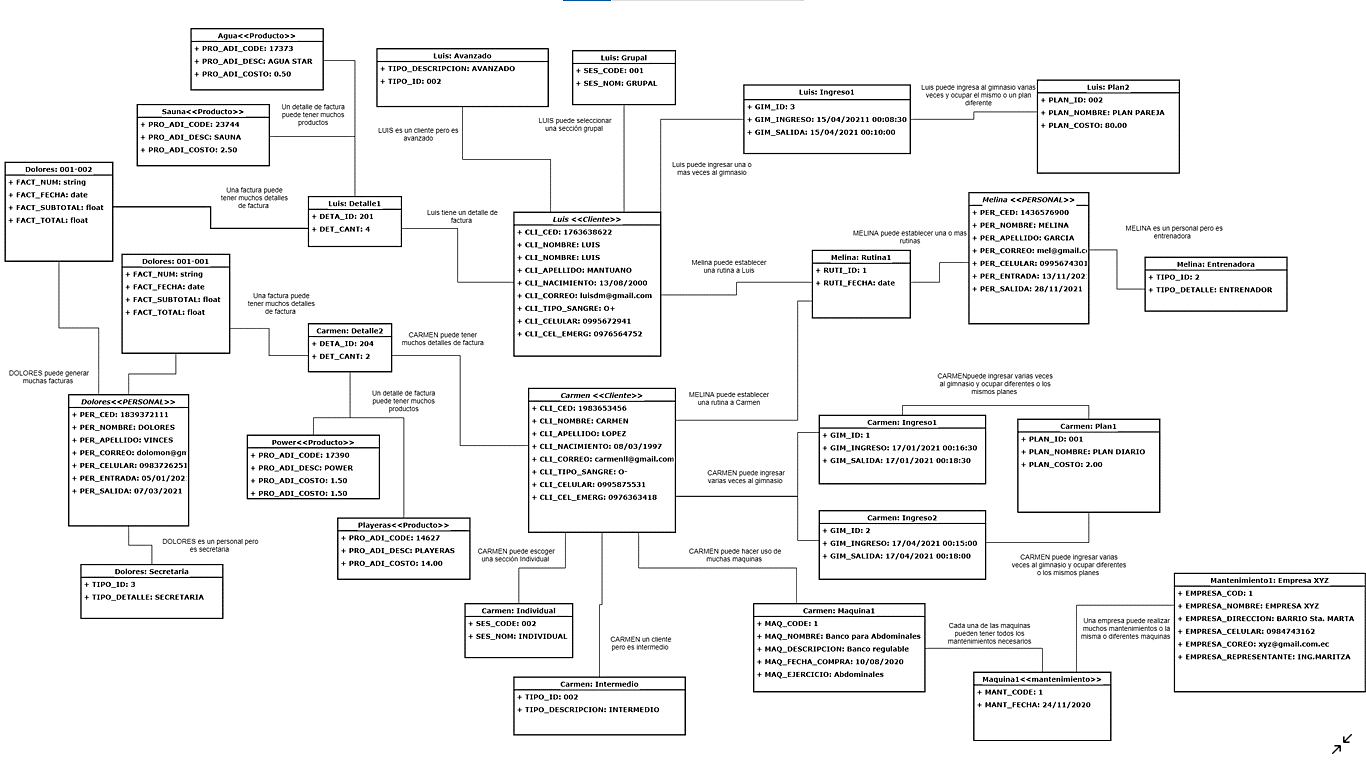 Agua<<Producto>>
+ PRO_ADI_CODE: 17373
+ PRO_ADI_DESC: AGUA STAR
+ PRO_ADI_COSTO: 0.50
Luis: Avanzado
+ TIPO_DESCRIPCION: AVANZADO
+ TIPO_ID: 002
Luis: Grupal
+ SES_CODE: 001
+ SES_NOM: GRUPAL
Luis: Ingreso1
+ GIM_ID: 3
+ GIM_INGRESO: 15/04/20211 00:08:30
+ GIM_SALIDA: 15/04/2021 00:10:00
Luis puede ingresa al gimnasio varias
veces y ocupar el mismo o un plan
diferente
Luis: Plan2
+ PLAN_ID: 002
+ PLAN_NOMBRE: PLAN PAREJA
+ PLAN_COSTO: 80.00
Sauna<<Producto>>
+ PRO_ADI_CODE: 23744
+ PRO_ADI_DESC: SAUNA
+ PRO_ADI_COSTO: 2.50
Un detalle de factura
puede tener muchos
productos
LUIS es un cliente pero es
avanzado
LUIS puede seleccionar
una sección grupal
Luis puede ingresar una o
mas veces al gimnasio
Dolores: 001-002
+ FACT_NUM: string
+ FACT_FECHA: date
+ FACT_SUBTOTAL: float
+ FACT_TOTAL: float
Una factura puede
tener muchos detalles
de factura
Luis: Detalle1
+ DETA_ID: 201
+ DET_CANT: 4
Luis tiene un detalle de
factura
Luis <<Cliente>>
+ CLI_CED: 1763638622
+ CLI_NOMBRE: LUIS
+ CLI_NOMBRE: LUIS
+ CLI_APELLIDO: MANTUANO
+ CLI_NACIMIENTO: 13/08/2000
+ CLI_CORREO: luisdm@gmail.com
+ CLI_TIPO_SANGRE: O+
+ CLI_CELULAR: 0995672941
+ CLI_CEL_EMERG: 0976564752
Melina puede establecer
una rutina a Luis
Melina: Rutina1
+ RUTI_ID: 1
+ RUTI_FECHA: date
MELINA puede establecer una o mas
rutinas
Melina <<PERSONAL>>
+ PER_CED: 1436576900
+ PER_NOMBRE: MELINA
+ PER_APELLIDO: GARCIA
+ PER_CORREO: mel@gmail.c
+ PER_CELULAR: 0995674301
+ PER_ENTRADA: 13/11/202
+ PER_SALIDA: 28/11/2021
MELINA es un personal pero es
entrenadora
Melina: Entrenadora
+ TIPO_ID: 2
+ TIPO_DETALLE: ENTRENADOR
Dolores: 001-001
+ FACT_NUM: string
+ FACT_FECHA: date
+ FACT_SUBTOTAL: float
+ FACT_TOTAL: float
Una factura puede
tener muchos detalles
de factura
Carmen: Detalle2
+ DETA_ID: 204
+ DET_CANT: 2
CARMEN puede tener
muchos detalles de factura
DOLORES puede generar
muchas facturas
Dolores<<PERSONAL>>
+ PER_CED: 1839372111
+ PER_NOMBRE: DOLORES
+ PER_APELLIDO: VINCES
+ PER_CORREO: dolomon@gn
+ PER_CELULAR: 0983726251
+ PER_ENTRADA: 05/01/202
+ PER_SALIDA: 07/03/2021
Un detalle de factura
puede tener muchos
productos
Power<<Producto>>
+ PRO_ADI_CODE: 17390
+ PRO_ADI_DESC: POWER
+ PRO_ADI_COSTO: 1.50
+ PRO_ADI_COSTO: 1.50
Playeras<<Producto>>
+ PRO_ADI_CODE: 14627
+ PRO_ADI_DESC: PLAYERAS
+ PRO_ADI_COSTO: 14.00
Carmen <<Cliente>>
+ CLI_CED: 1983653456
+ CLI_NOMBRE: CARMEN
+ CLI_APELLIDO: LOPEZ
+ CLI_NACIMIENTO: 08/03/1997
+ CLI_CORREO: carmenll@gmail.com
+ CLI_TIPO_SANGRE: O-
+ CLI_CELULAR: 0995875531
+ CLI_CEL_EMERG: 0976363418
MELINA puede establecer
una rutina a Carmen
CARMEN puede ingresar
varias veces al gimnasio
CARMENpuede ingresar varias veces
al gimnasio y ocupar diferentes o los
mismos planes
Carmen: Ingreso1
+ GIM_ID: 1
+ GIM_INGRESO: 17/01/2021 00:16:30
+ GIM_SALIDA: 17/01/2021 00:18:30
Carmen: Plan1
+ PLAN_ID: 001
+ PLAN_NOMBRE: PLAN DIARIO
+ PLAN_COSTO: 2.00
Carmen: Ingreso2
+ GIM_ID: 2
+ GIM_INGRESO: 17/04/2021 00:15:00
+ GIM_SALIDA: 17/04/2021 00:18:00
CARMEN puede ingresar varias
veces al gimnasio y ocupar diferentes
o los mismos planes
DOLORES es un personal pero
es secretaria
Dolores: Secretaria
+ TIPO_ID: 3
+ TIPO_DETALLE: SECRETARIA
CARMEN puede escoger
una sección Individual
Carmen: Individual
+ SES_CODE: 002
+ SES_NOM: INDIVIDUAL
CARMEN un cliente
pero es intermedio
Carmen: Intermedio
+ TIPO_ID: 002
+ TIPO_DESCRIPCION: INTERMEDIO
CARMEN puede hacer uso de
muchas maquinas
Carmen: Maquina1
+ MAQ_CODE: 1
+ MAQ_NOMBRE: Banco para Abdominales
+ MAQ_DESCRIPCION: Banco regulable
+ MAQ_FECHA_COMPRA: 10/08/2020
+ MAQ_EJERCICIO: Abdominales
Cada una de las maquinas
pueden tener todos los
mantenimientos necesarios
Maquina1<<mantenimiento>>
+ MANT_CODE: 1
+ MANT_FECHA: 24/11/2020
Una empresa puede realizar
muchos mantenimientos o la
misma o diferentes maquinas
Mantenimiento1: Empresa XYZ
+ EMPRESA_COD: 1
+ EMPRESA_NOMBRE: EMPRESA XYZ
+ EMPRESA_DIRECCION: BARRIO Sta. MARTA
+ EMPRESA_CELULAR: 0984743162
+ EMPRESA_COREO: xyz@gmail.com.ec
+ EMPRESA_REPRESENTANTE: ING.MARITZA